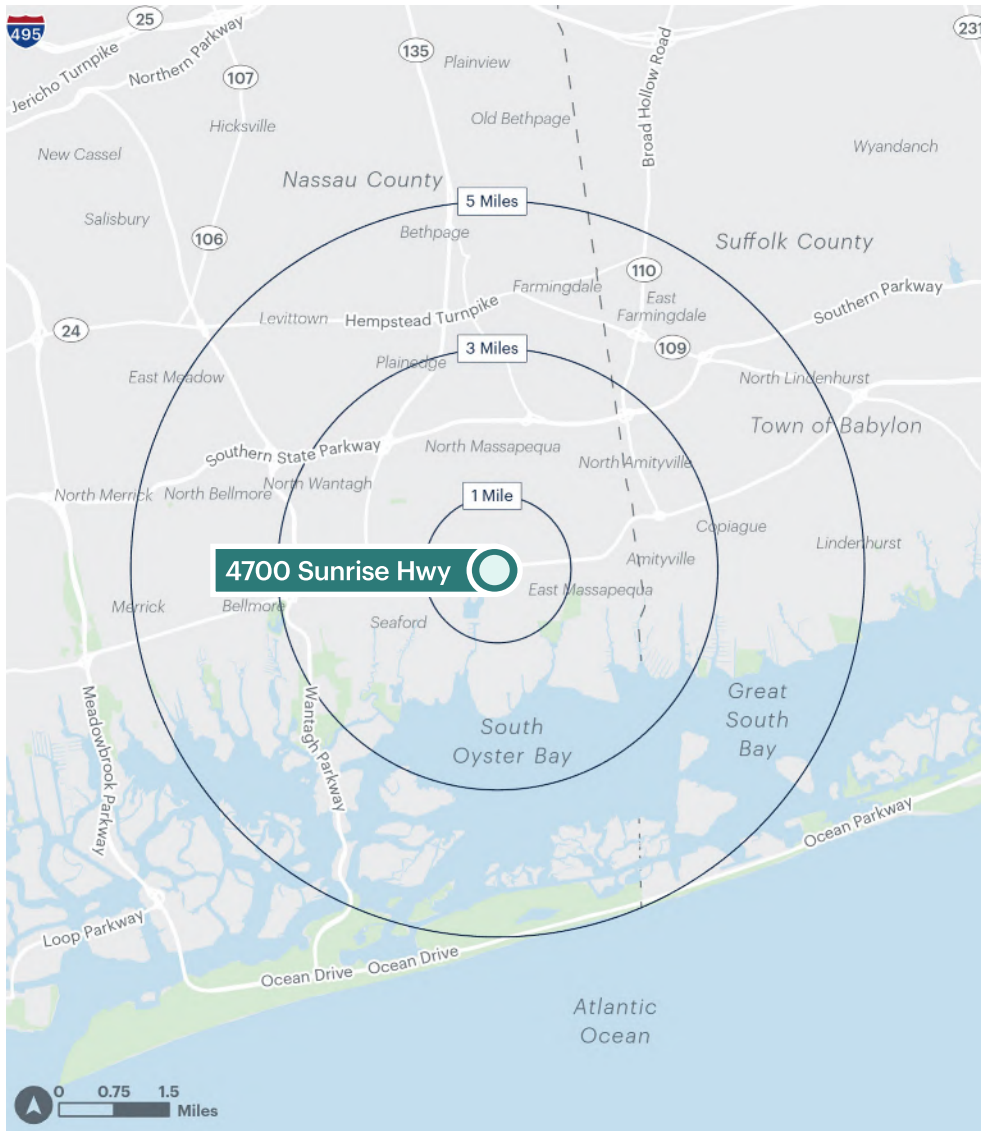 495
25
Jericho Turnpike
Northern Parkway
107
135
Plainview
Broad Hollow Road
231
Hicksville
Old Bethpage
New Cassel
Wyandanch
Nassau County
5 Miles
Salisbury
106
Bethpage
Suffolk County
110
Farmingdale
East
Farmingdale
Southern Parkway
24
Levittown
Hempstead Turnpike
109
3 Miles
Plainedge
East Meadow
North Lindenhurst
Town of Babylon
Southern State Parkway
North Massapequa
North Amityville
North Merrick
North Bellmore
North Wantagh
1 Mile
Copiague
Lindenhurst
4700 Sunrise Hwy
Amityville
East Massapequa
Merrick
Bellmore
Seaford
Meadowbrook Parkway
Wantagh Parkway
South
Oyster Bay
Great
South
Bay
Ocean Parkway
Loop Parkway
Ocean Drive
Ocean Drive
Atlantic
Ocean
0 0.75 1.5
Miles